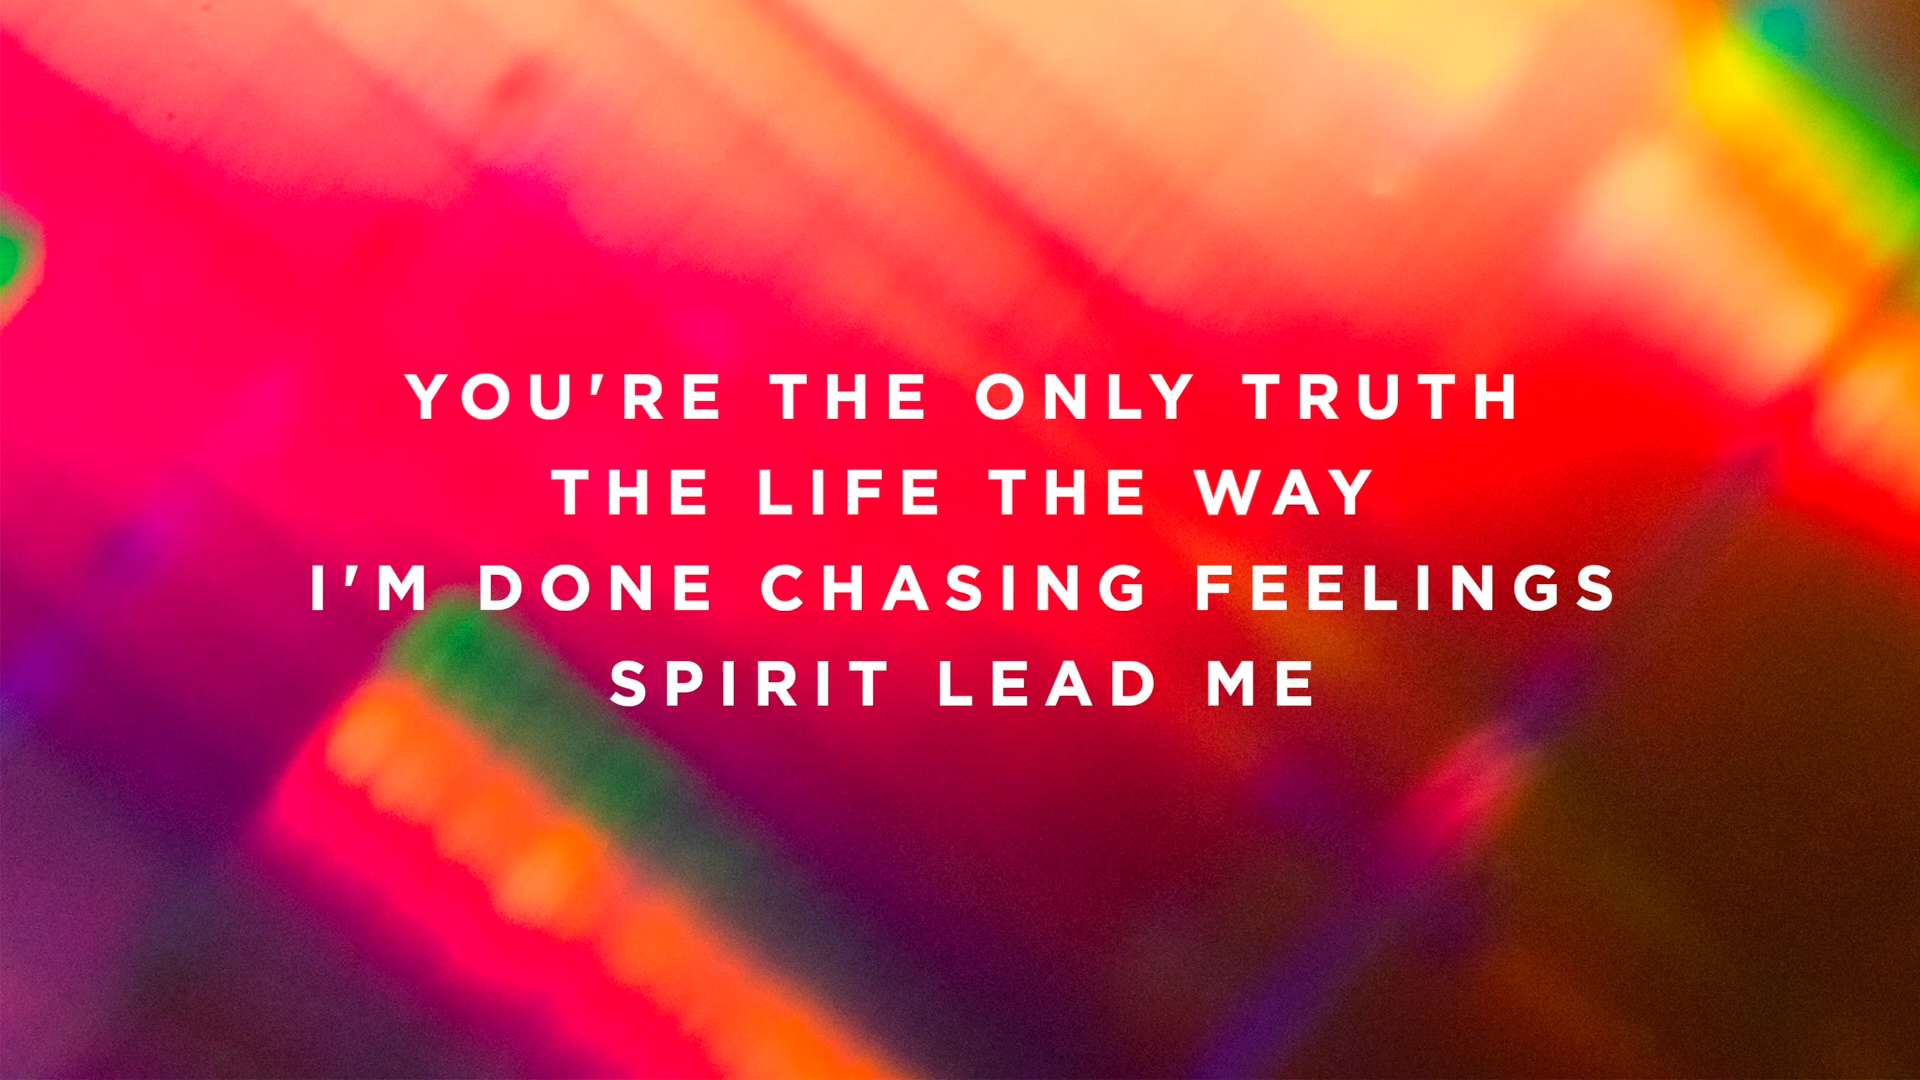 YOU'RE THE ONLY TRUTH
THE LIFE THE WAY
I'M DONE CHASING FEELINGS
SPIRIT LEAD ME